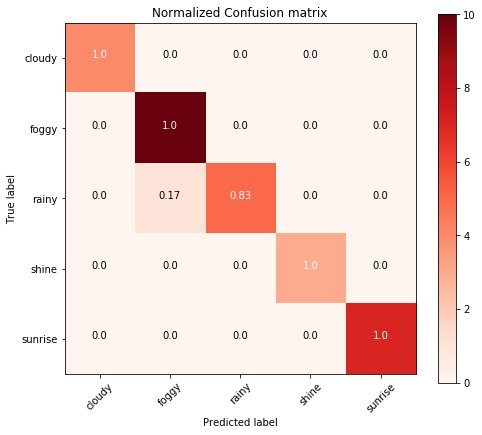 Normalized Confusion matrix
10
cloudy 1.0 0.0 0.0 0.0 0.0
8
foggy 0.0 1.0 0.0 0.0 0.0
6
True label
rainy 0.0 0.17 0.83 0.0 0.0
4
shine 0.0 0.0 0.0 1.0 0.0
2
sunrise 0.0 0.0 0.0 0.0 1.0
0
cloudy foggy rainy shine sunrise
Predicted label